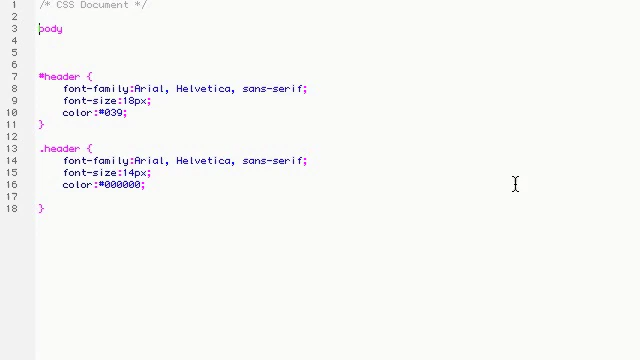 1 /* CSS Document */
2
3 body
4
5
6
7 #header {
8 font-family:Arial, Helvetica, sans-serif;
9 font-size:18px;
10 color:#039;
11 }
12
13 .header {
14 font-family:Arial, Helvetica, sans-serif;
15 font-size:14px;
16 color:#000000;
17
18 }